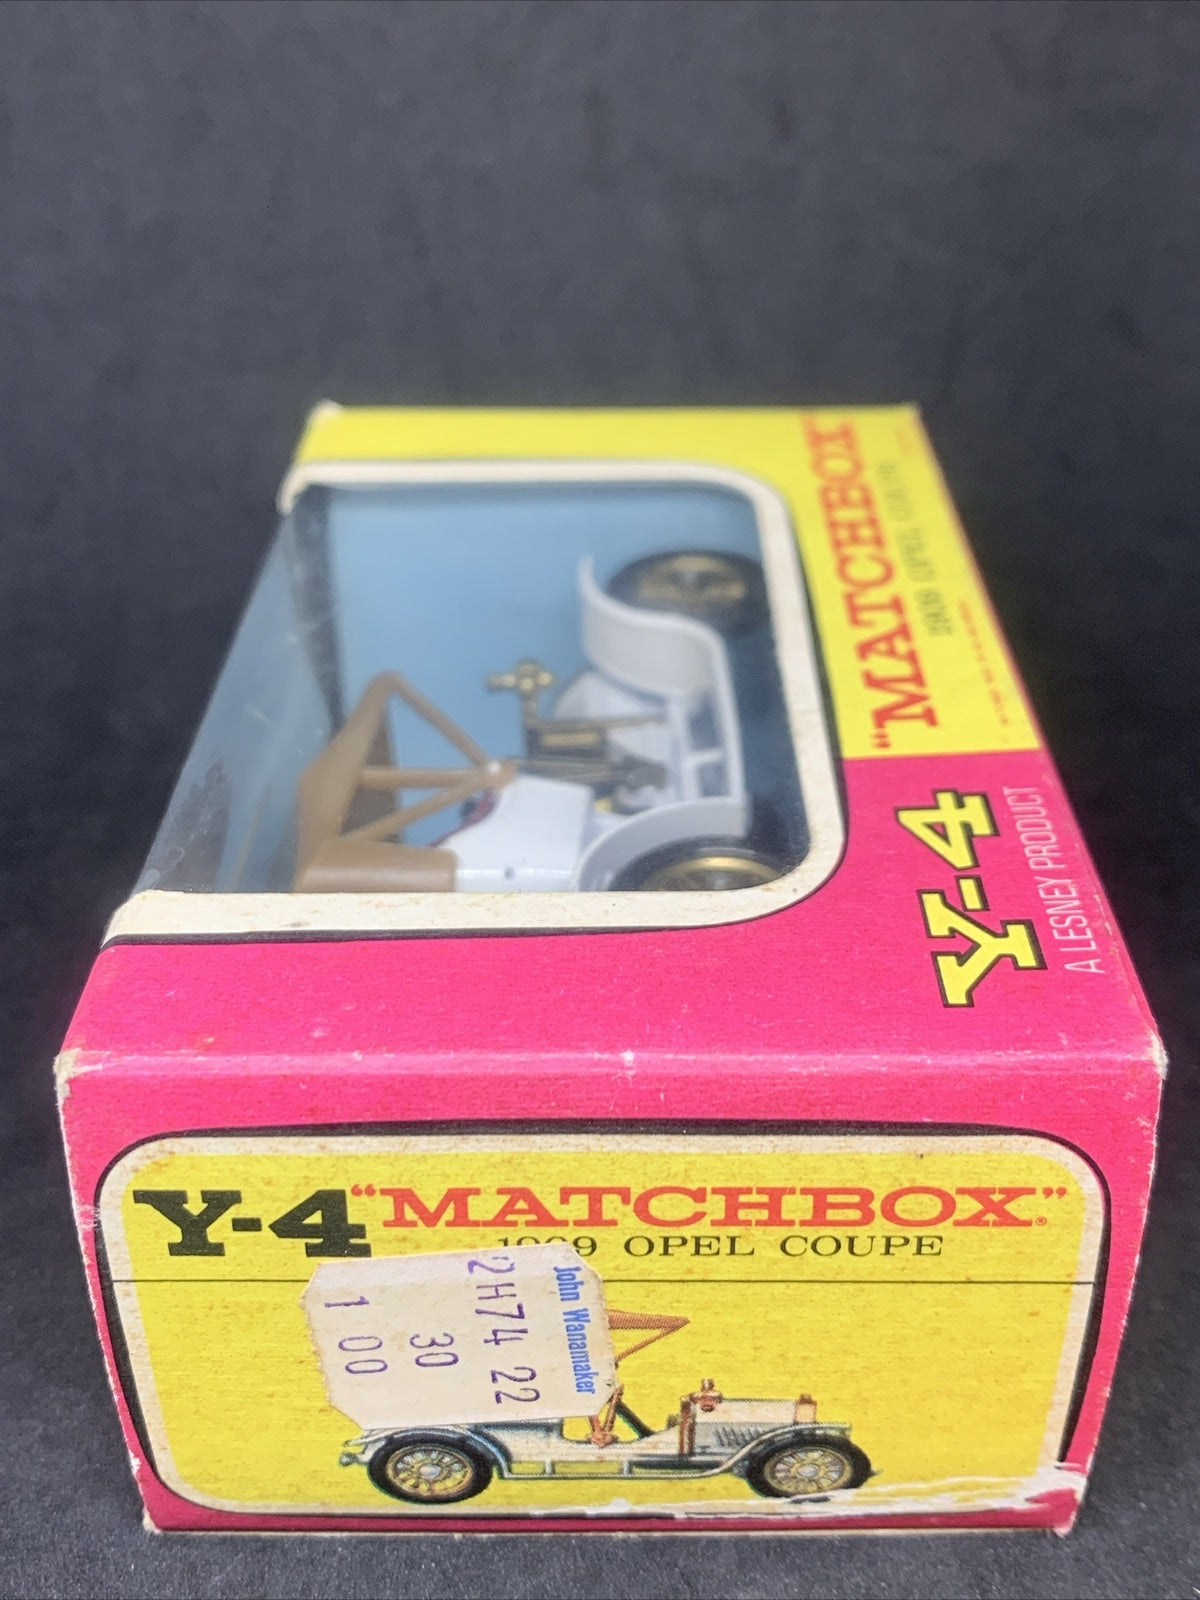 "MATCHBOX"
1909 OPEL COUPE
Y-4
A LESNEY PRODUCT
Y-4 "MATCHBOX"®
1909 OPEL COUPE
John Wanamaker
2H74 22
30
1 00